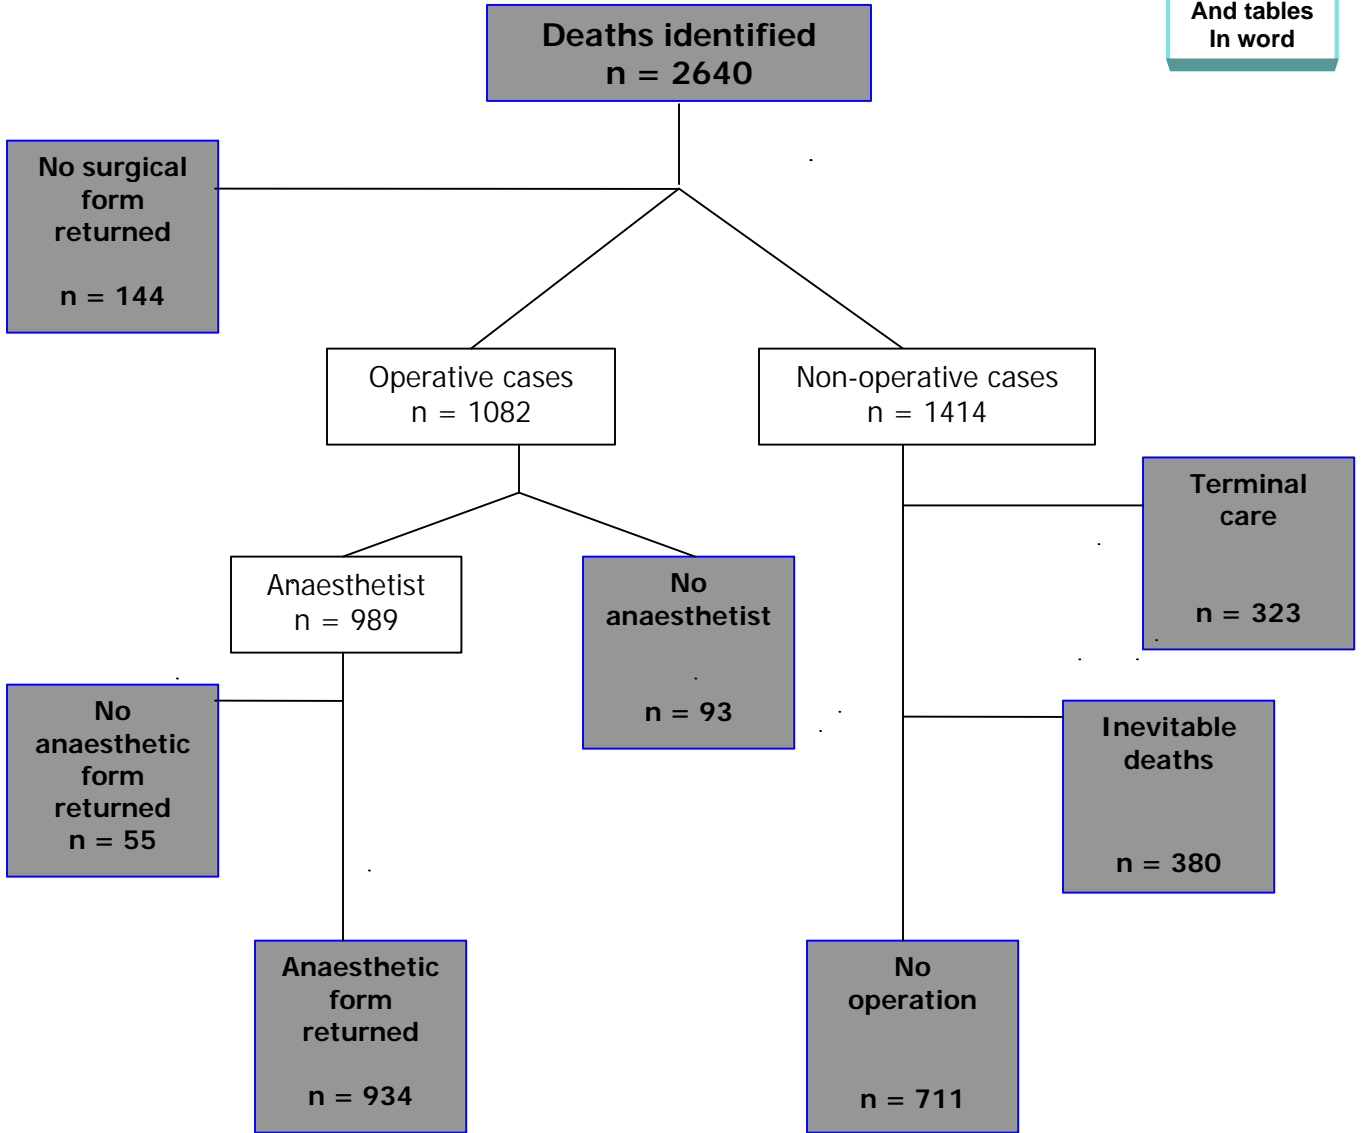 And tables
In word
Deaths identified
n = 2640
No surgical
form
returned
n = 144
Operative cases
n = 1082
Non-operative cases
n = 1414
Terminal
care
n = 323
Anaesthetist
n = 989
No
anaesthetist
n = 93
No
anaesthetic
form
returned
n = 55
Inevitable
deaths
n = 380
Anaesthetic
form
returned
n = 934
No
operation
n = 711